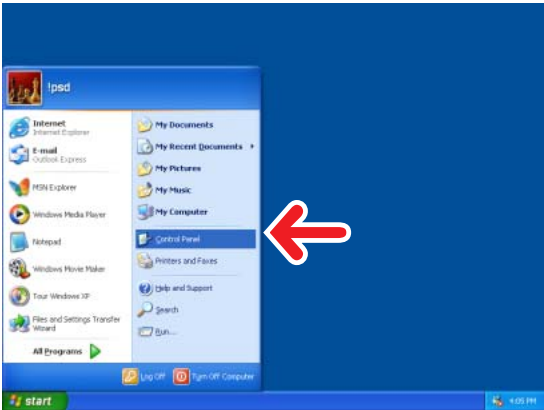 !psd
Internet
Internet Explorer
E-mail
Outlook Express
MSN Explorer
Windows Media Player
Notepad
Windows Movie Maker
Tour Windows XP
Files and Settings Transfer
Wizard
All Programs
My Documents
My Recent Documents
My Pictures
My Music
My Computer
Control Panel
Printers and Faxes
Help and Support
Search
Run...
Log Off
Turn Off Computer
start
4:05 PM